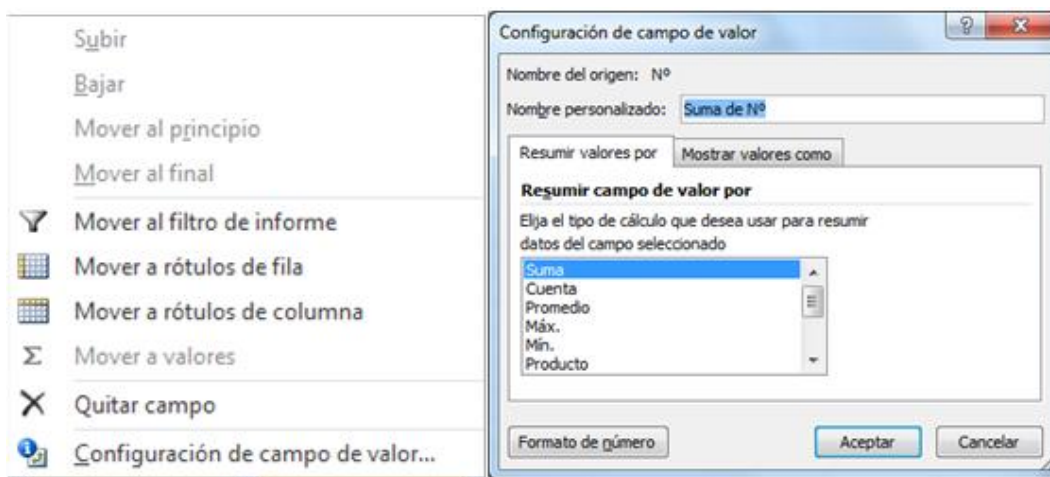 Subir
Bajar
Mover al principio
Mover al final
Mover al filtro de informe
Mover a rótulos de fila
Mover a rótulos de columna
Σ Mover a valores
Quitar campo
Configuración de campo de valor...
Configuración de campo de valor
Nombre del origen: Nº
Nombre personalizado: Suma de Nº
Resumir valores por Mostrar valores como
Resumir campo de valor por
Elija el tipo de cálculo que desea usar para resumir
datos del campo seleccionado
Suma
Cuenta
Promedio
Máx.
Mín.
Producto
Formato de número Aceptar Cancelar